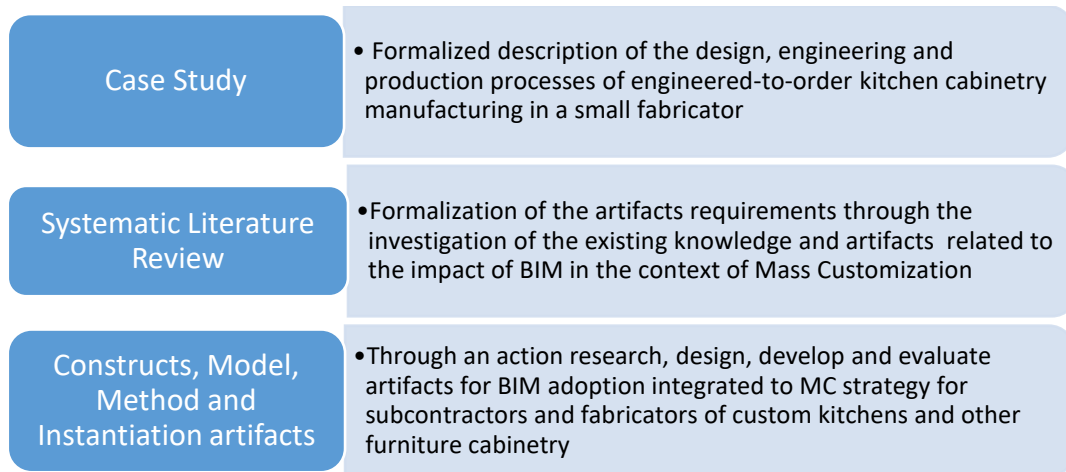 Case Study
• Formalized description of the design, engineering and
production processes of engineered-to-order kitchen cabinetry
manufacturing in a small fabricator
Systematic Literature
Review
•Formalization of the artifacts requirements through the
investigation of the existing knowledge and artifacts related to
the impact of BIM in the context of Mass Customization
Constructs, Model,
Method and
Instantiation artifacts
•Through an action research, design, develop and evaluate
artifacts for BIM adoption integrated to MC strategy for
subcontractors and fabricators of custom kitchens and other
furniture cabinetry